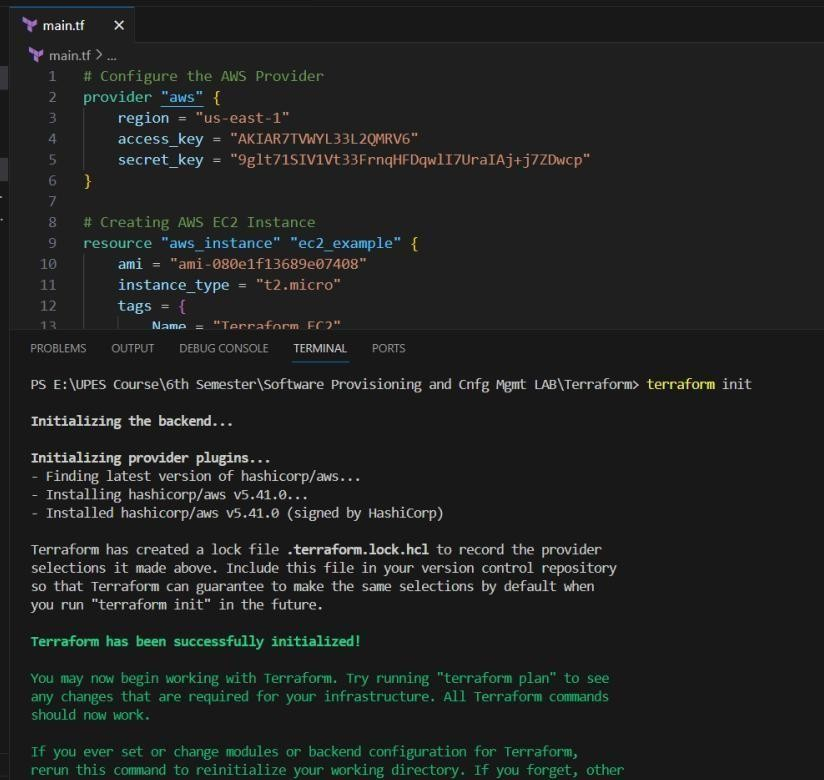 main.tf
main.tf > ...
1 # Configure the AWS Provider
2 provider "aws" {
3 region = "us-east-1"
4 access_key = "AKIAR7TVWYL33L2QMRV6"
5 secret_key = "9glt71SIV1Vt33FrnqHFDqwlI7UraIAj+j7ZDwcp"
6 }
7
8 # Creating AWS EC2 Instance
9 resource "aws_instance" "ec2_example" {
10 ami = "ami-080e1f13689e07408"
11 instance_type = "t2.micro"
12 tags = {
13 Name = "Terraform EC2"
PROBLEMS OUTPUT DEBUG CONSOLE TERMINAL PORTS
PS E:\UPES Course\6th Semester\Software Provisioning and Cnfg Mgmt LAB\Terraform> terraform init
Initializing the backend...
Initializing provider plugins...
- Finding latest version of hashicorp/aws...
- Installing hashicorp/aws v5.41.0...
- Installed hashicorp/aws v5.41.0 (signed by HashiCorp)
Terraform has created a lock file .terraform.lock.hcl to record the provider
selections it made above. Include this file in your version control repository
so that Terraform can guarantee to make the same selections by default when
you run "terraform init" in the future.
Terraform has been successfully initialized!
You may now begin working with Terraform. Try running "terraform plan" to see
any changes that are required for your infrastructure. All Terraform commands
should now work.
If you ever set or change modules or backend configuration for Terraform,
rerun this command to reinitialize your working directory. If you forget, other